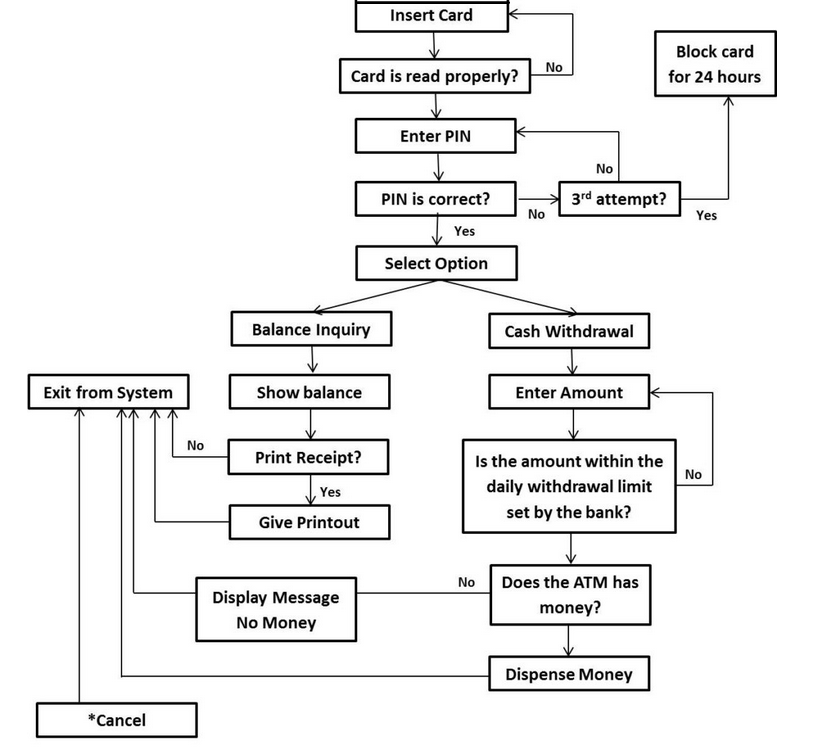 Insert Card
Card is read properly?
No
Block card
for 24 hours
Enter PIN
No
PIN is correct?
No
3rd attempt?
Yes
Yes
Select Option
Balance Inquiry
Cash Withdrawal
Exit from System
Show balance
Enter Amount
No
Print Receipt?
Yes
Give Printout
Is the amount within the
daily withdrawal limit
set by the bank?
No
Display Message
No Money
No
Does the ATM has
money?
Dispense Money
*Cancel